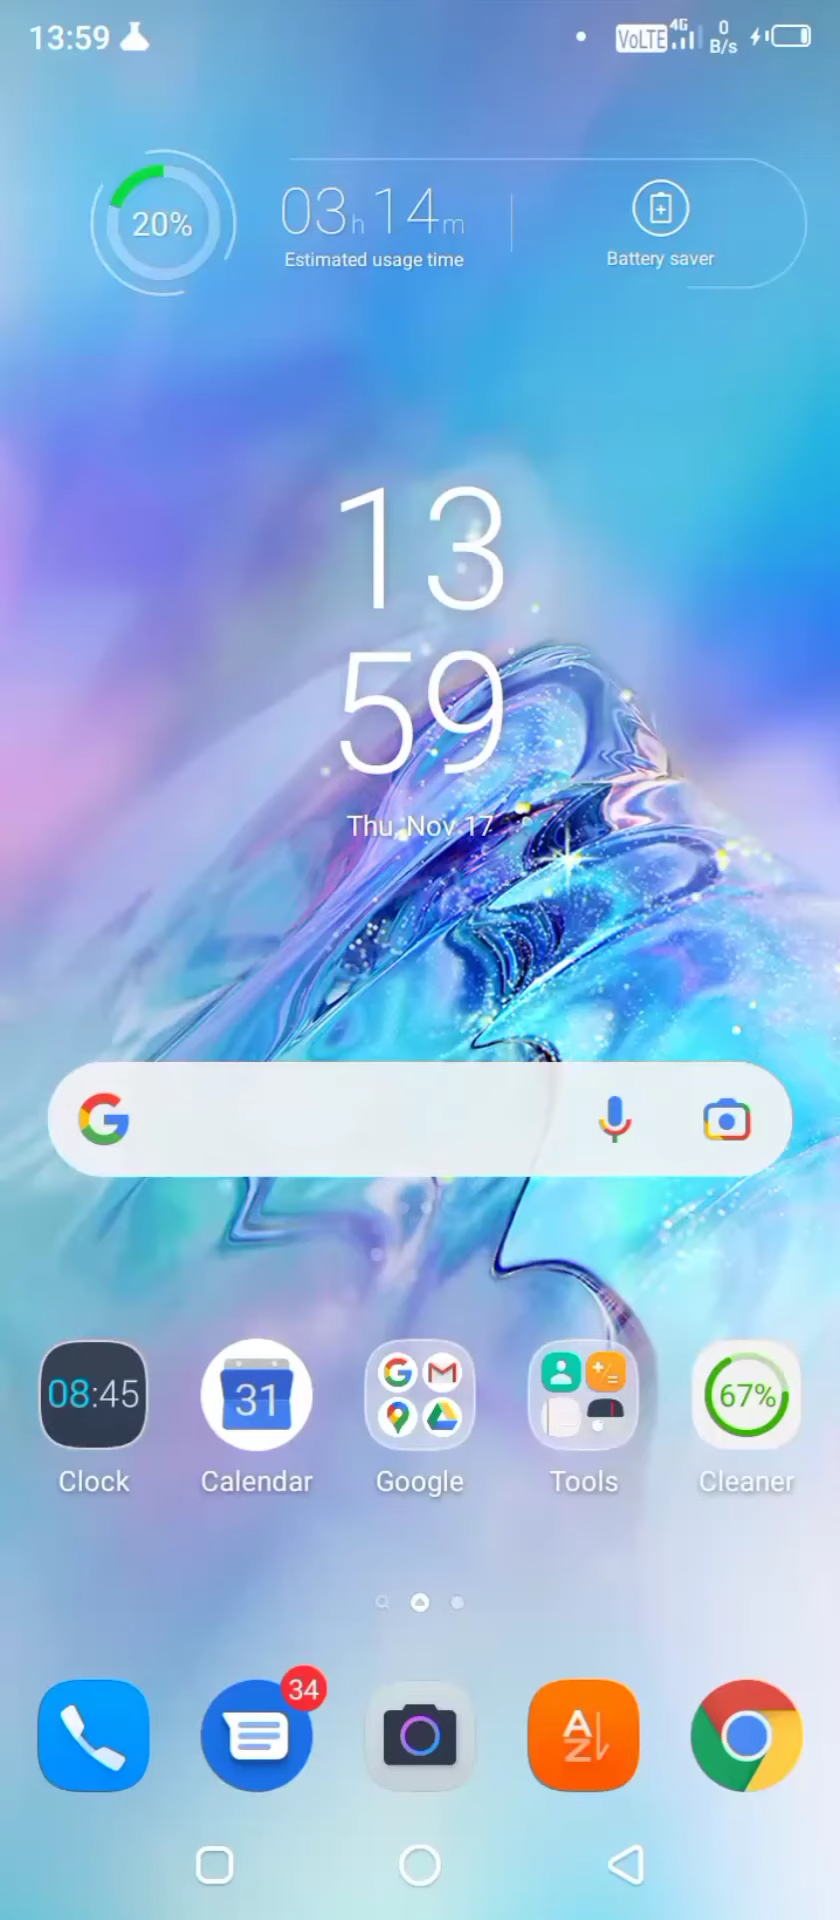 13:59 VoLTE 4G 0 B/s
20% 03h14m
Estimated usage time Battery saver
13
59
Thu, Nov 17
08:45 31 67%
Clock Calendar Google Tools Cleaner
34
A
Z